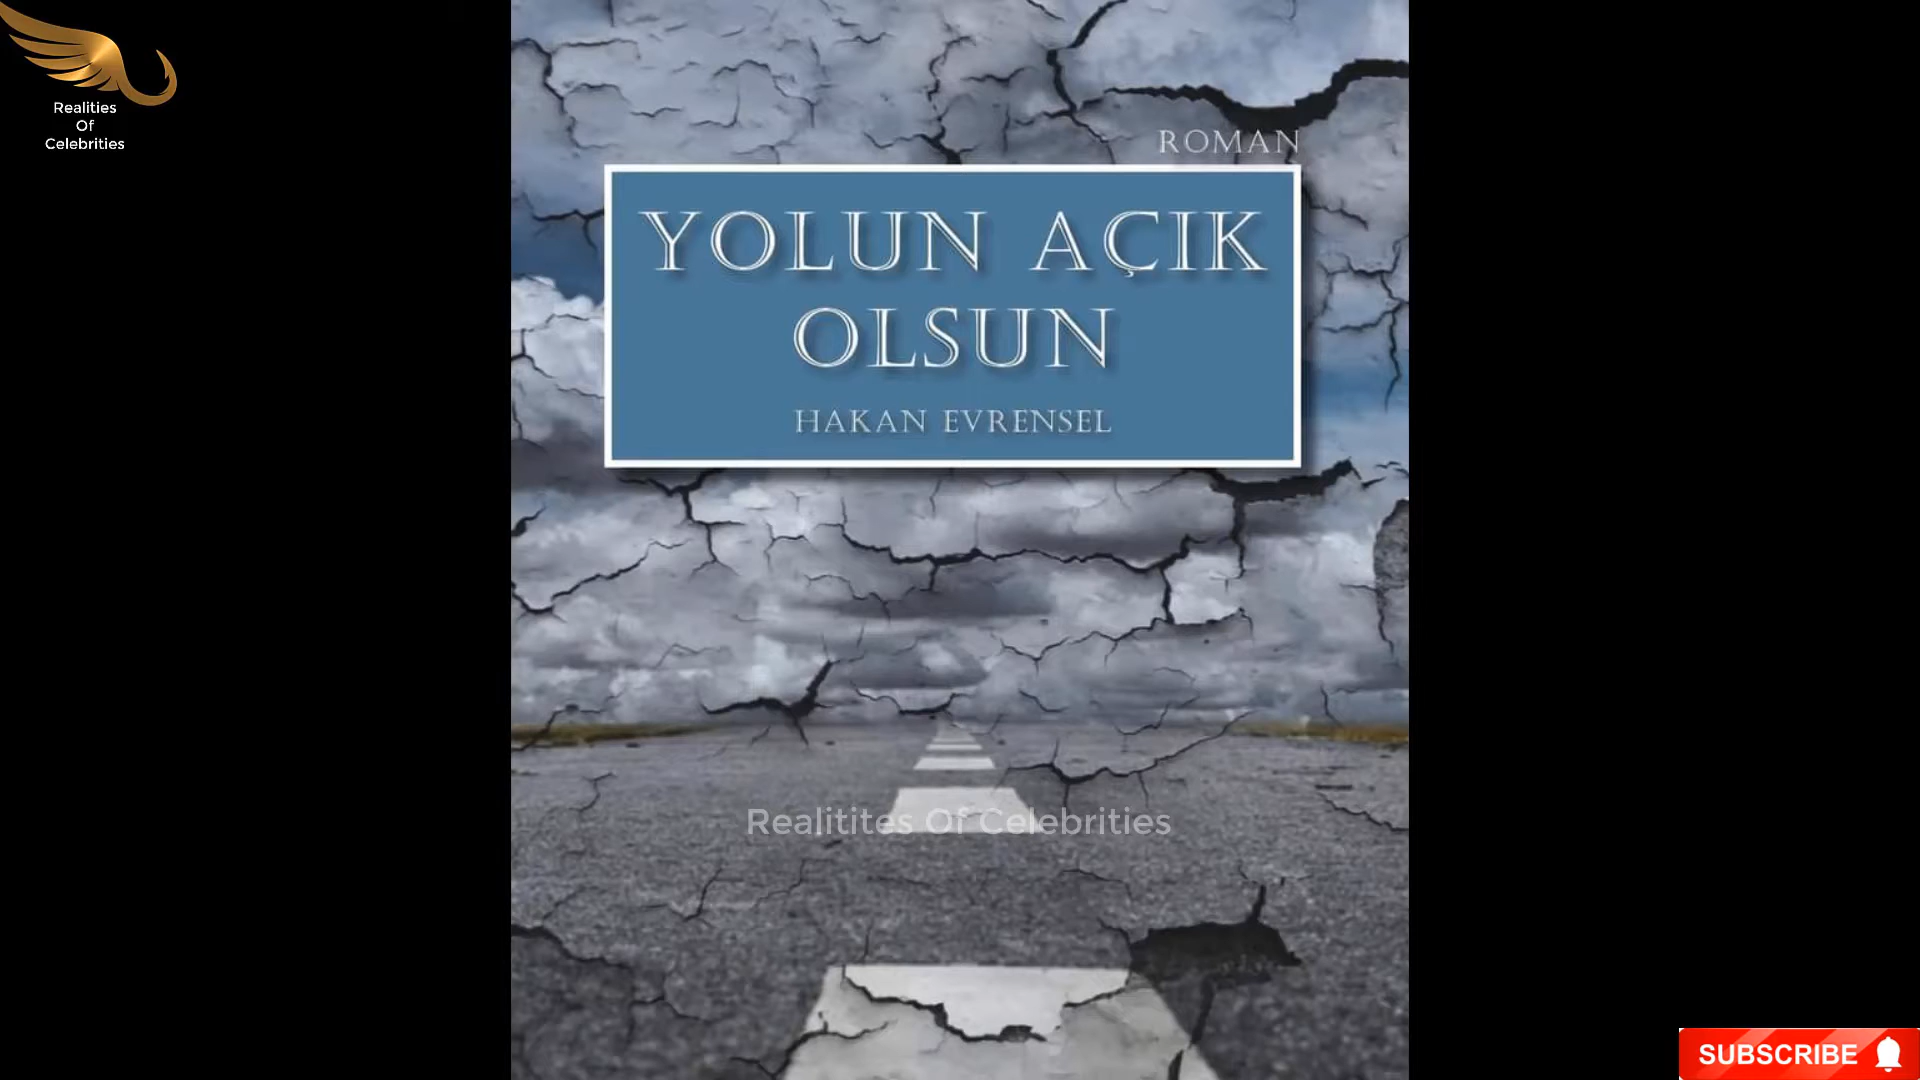 Realities
Of
Celebrities
ROMAN
YOLUN AÇIK
OLSUN
HAKAN EVRENSEL
Realitites Of Celebrities
SUBSCRIBE